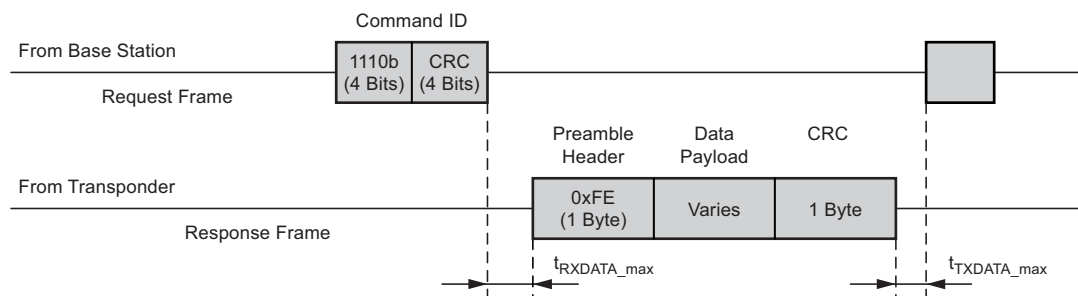 Command ID
From Base Station
1110b
(4 Bits)
CRC
(4 Bits)
Request Frame
Preamble
Header
Data
Payload
CRC
From Transponder
0xFE
(1 Byte)
Varies
1 Byte
Response Frame
tRXDATA_max
tTXDATA_max